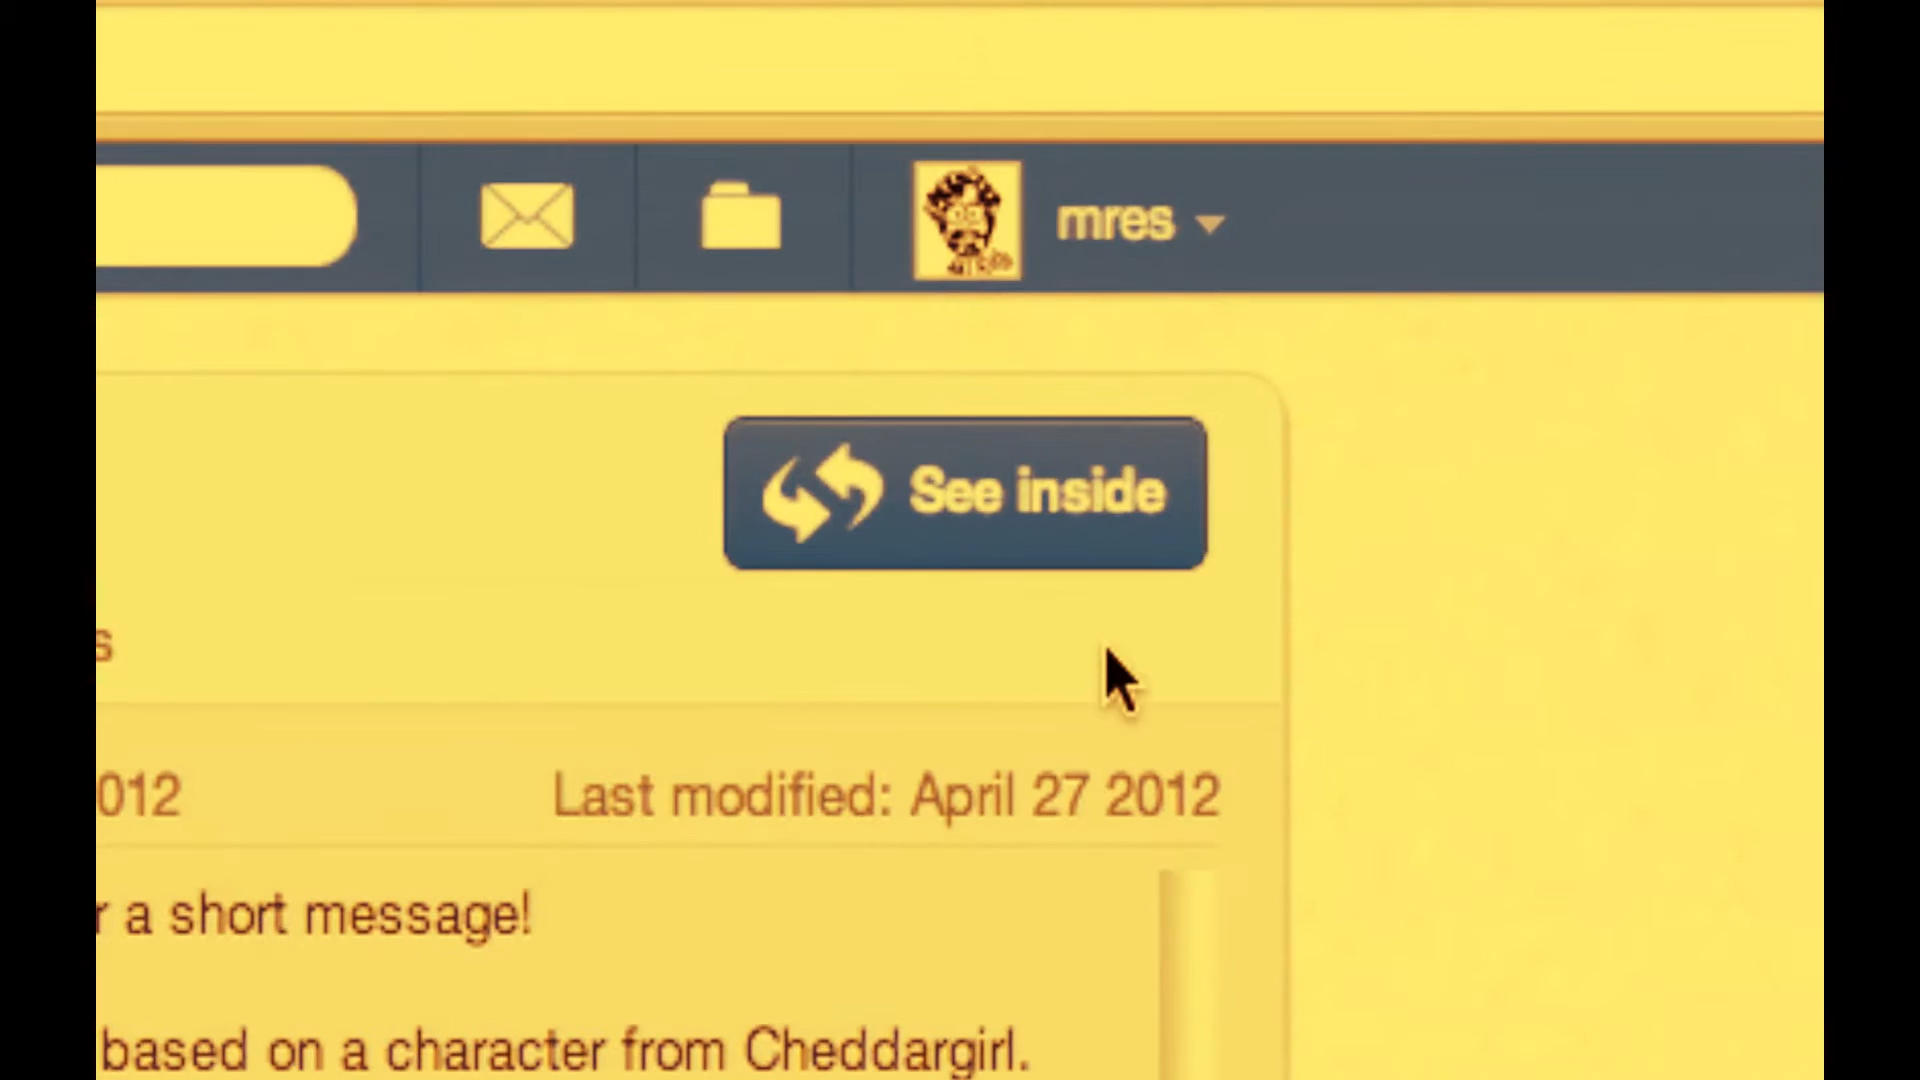 mres
See inside
s
012
Last modified: April 27 2012
r a short message!
based on a character from Cheddargirl.